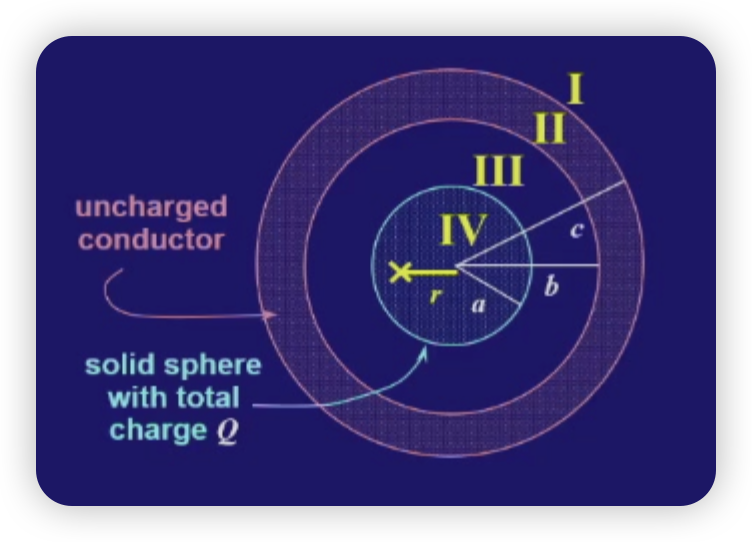 I
II
III
uncharged
conductor
IV
c
r
a
b
solid sphere
with total
charge Q